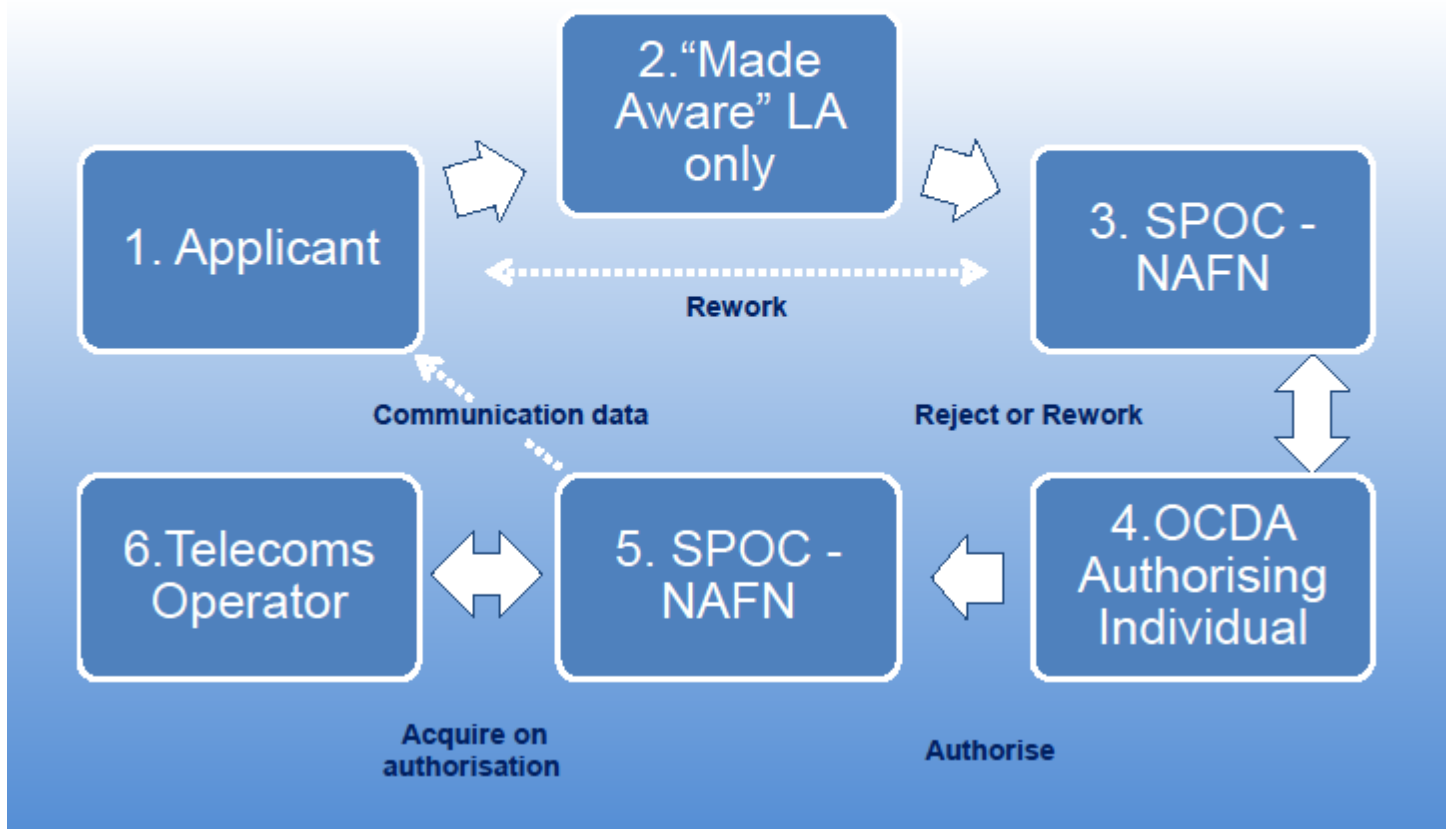 2.“Made
Aware” LA
only
1. Applicant
3. SPOC -
NAFN
Rework
Communication data
Reject or Rework
6.Telecoms
Operator
5. SPOC -
NAFN
4.OCDA
Authorising
Individual
Acquire on
authorisation
Authorise